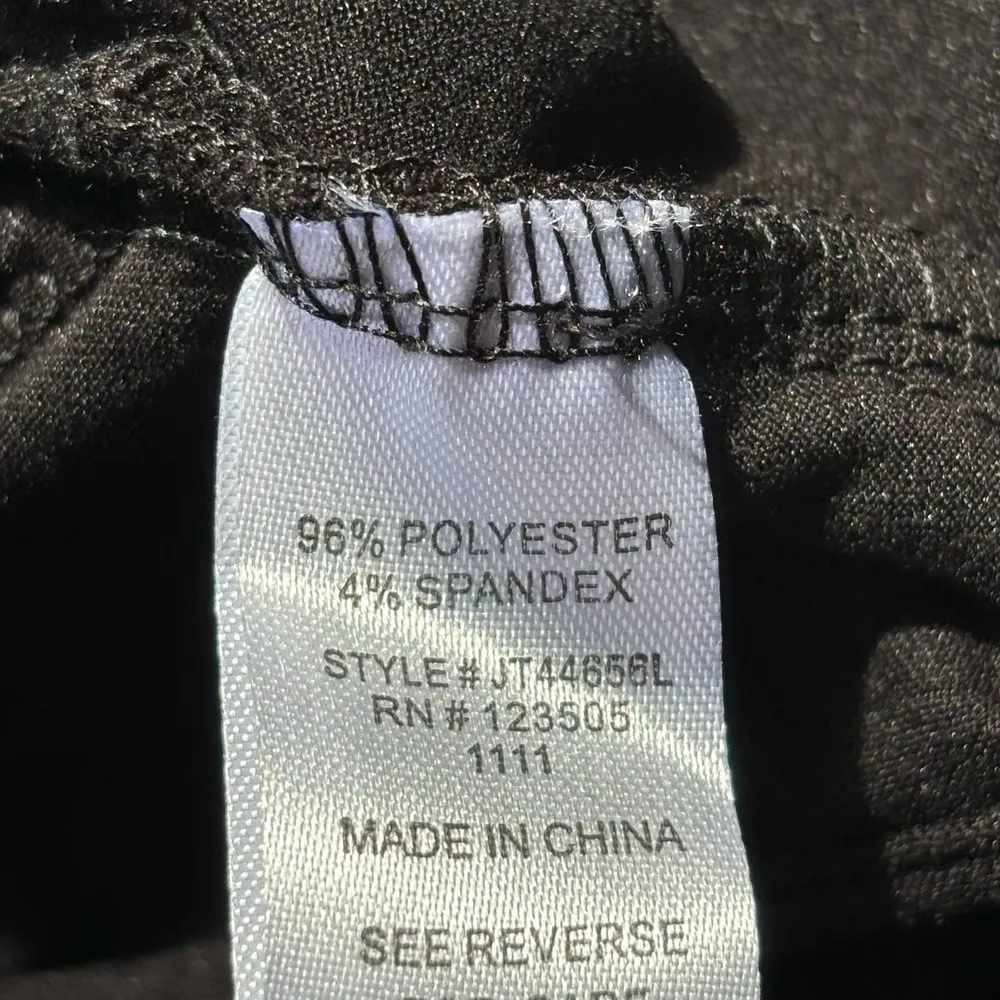 96% POLYESTER
4% SPANDEX
STYLE # JT44656L
RN # 123505
1111
MADE IN CHINA
SEE REVERSE